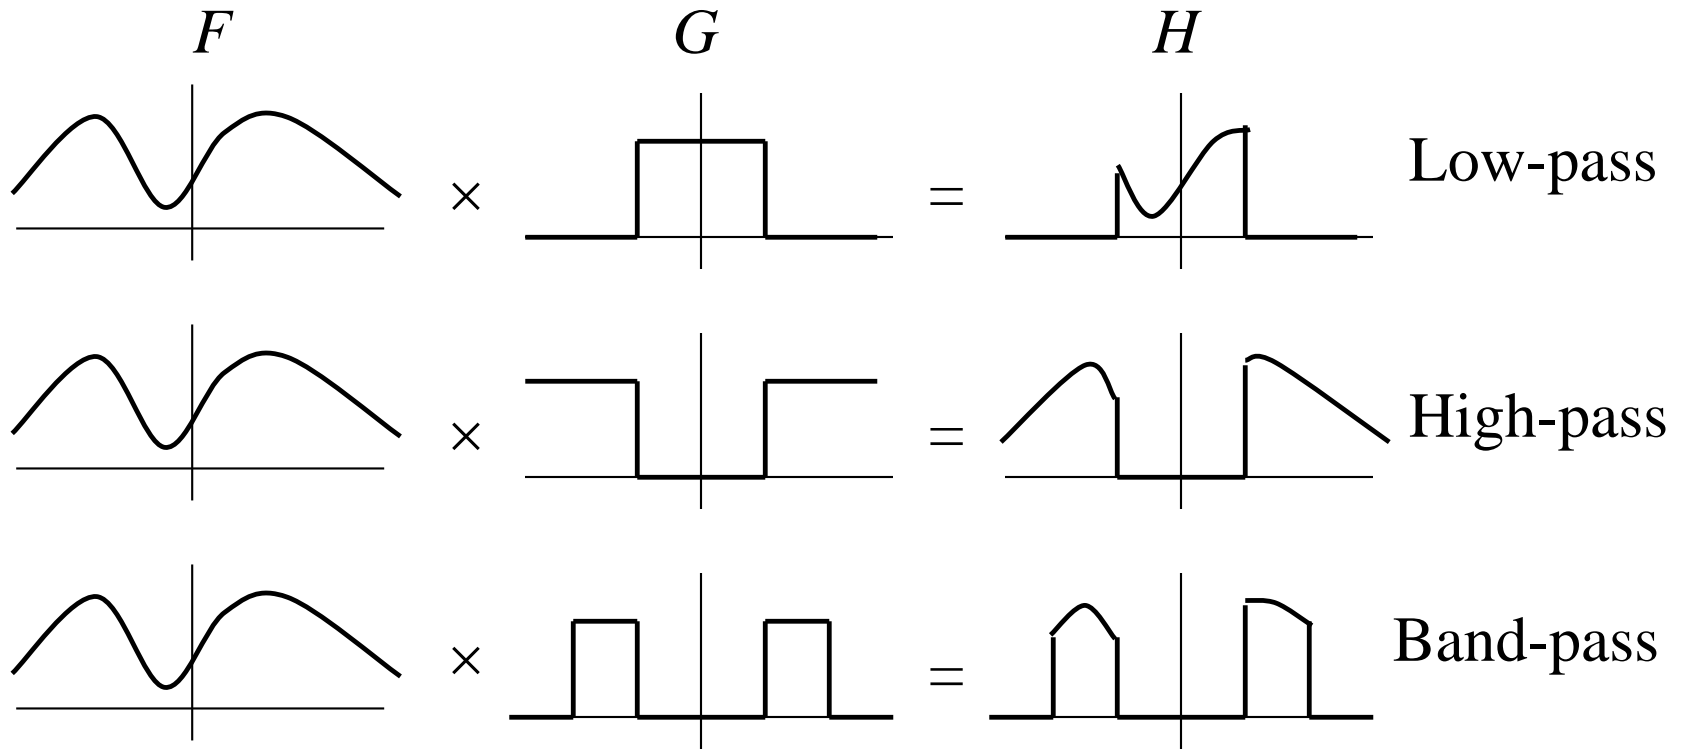 F G H
× = Low-pass
× = High-pass
× = Band-pass